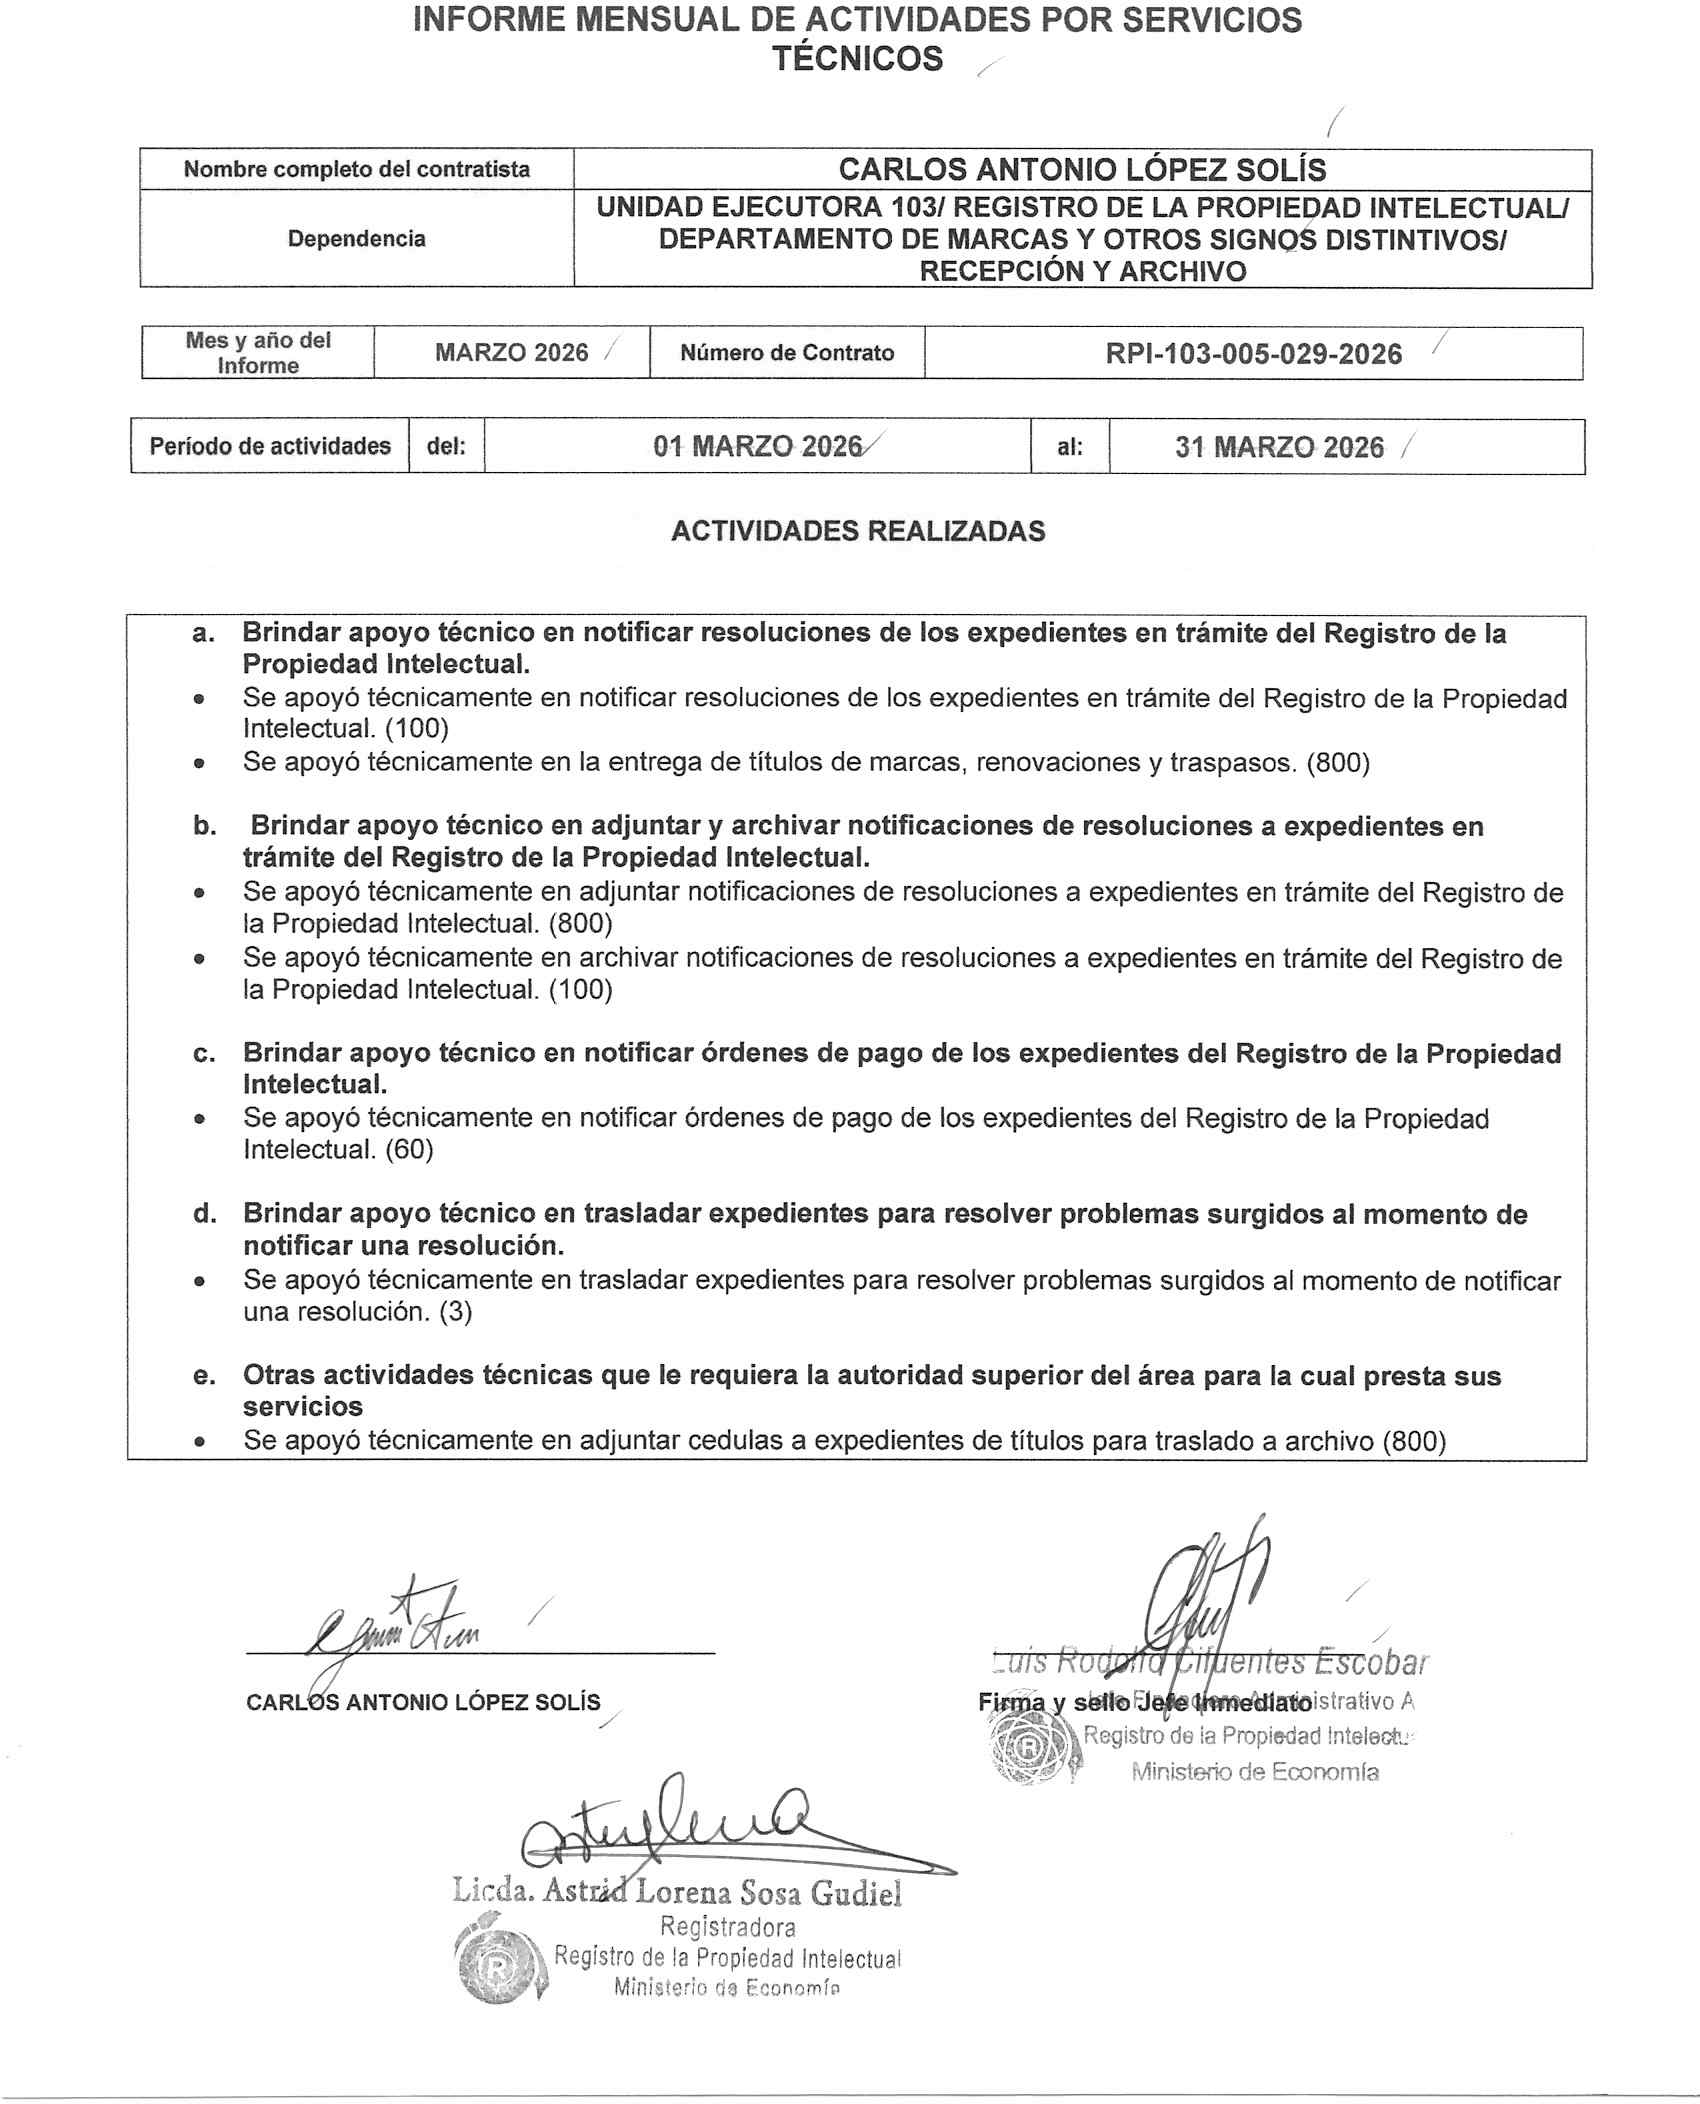 INFORME MENSUAL DE ACTIVIDADES POR SERVICIOS
TÉCNICOS
Nombre completo del contratista
CARLOS ANTONIO LÓPEZ SOLÍS
Dependencia
UNIDAD EJECUTORA 103/ REGISTRO DE LA PROPIEDAD INTELECTUAL/
DEPARTAMENTO DE MARCAS Y OTROS SIGNOS DISTINTIVOS/
RECEPCIÓN Y ARCHIVO
Mes y año del
Informe
MARZO 2026
Número de Contrato
RPI-103-005-029-2026
Período de actividades
del:
01 MARZO 2026
al:
31 MARZO 2026
ACTIVIDADES REALIZADAS
a. Brindar apoyo técnico en notificar resoluciones de los expedientes en trámite del Registro de la
Propiedad Intelectual.
• Se apoyó técnicamente en notificar resoluciones de los expedientes en trámite del Registro de la Propiedad
Intelectual. (100)
• Se apoyó técnicamente en la entrega de títulos de marcas, renovaciones y traspasos. (800)
b. Brindar apoyo técnico en adjuntar y archivar notificaciones de resoluciones a expedientes en
trámite del Registro de la Propiedad Intelectual.
• Se apoyó técnicamente en adjuntar notificaciones de resoluciones a expedientes en trámite del Registro de
la Propiedad Intelectual. (800)
• Se apoyó técnicamente en archivar notificaciones de resoluciones a expedientes en trámite del Registro de
la Propiedad Intelectual. (100)
c. Brindar apoyo técnico en notificar órdenes de pago de los expedientes del Registro de la Propiedad
Intelectual.
• Se apoyó técnicamente en notificar órdenes de pago de los expedientes del Registro de la Propiedad
Intelectual. (60)
d. Brindar apoyo técnico en trasladar expedientes para resolver problemas surgidos al momento de
notificar una resolución.
• Se apoyó técnicamente en trasladar expedientes para resolver problemas surgidos al momento de notificar
una resolución. (3)
e. Otras actividades técnicas que le requiera la autoridad superior del área para la cual presta sus
servicios
• Se apoyó técnicamente en adjuntar cedulas a expedientes de títulos para traslado a archivo (800)
CARLOS ANTONIO LÓPEZ SOLÍS
Luis Rodolfo Cifuentes Escobar
Firma y sello Jefe Inmediato
Jefe Financiero Administrativo A
Registro de la Propiedad Intelectu
Ministerio de Economía
Licda. Astrid Lorena Sosa Gudiel
Registradora
Registro de la Propiedad Intelectual
Ministerio de Economía